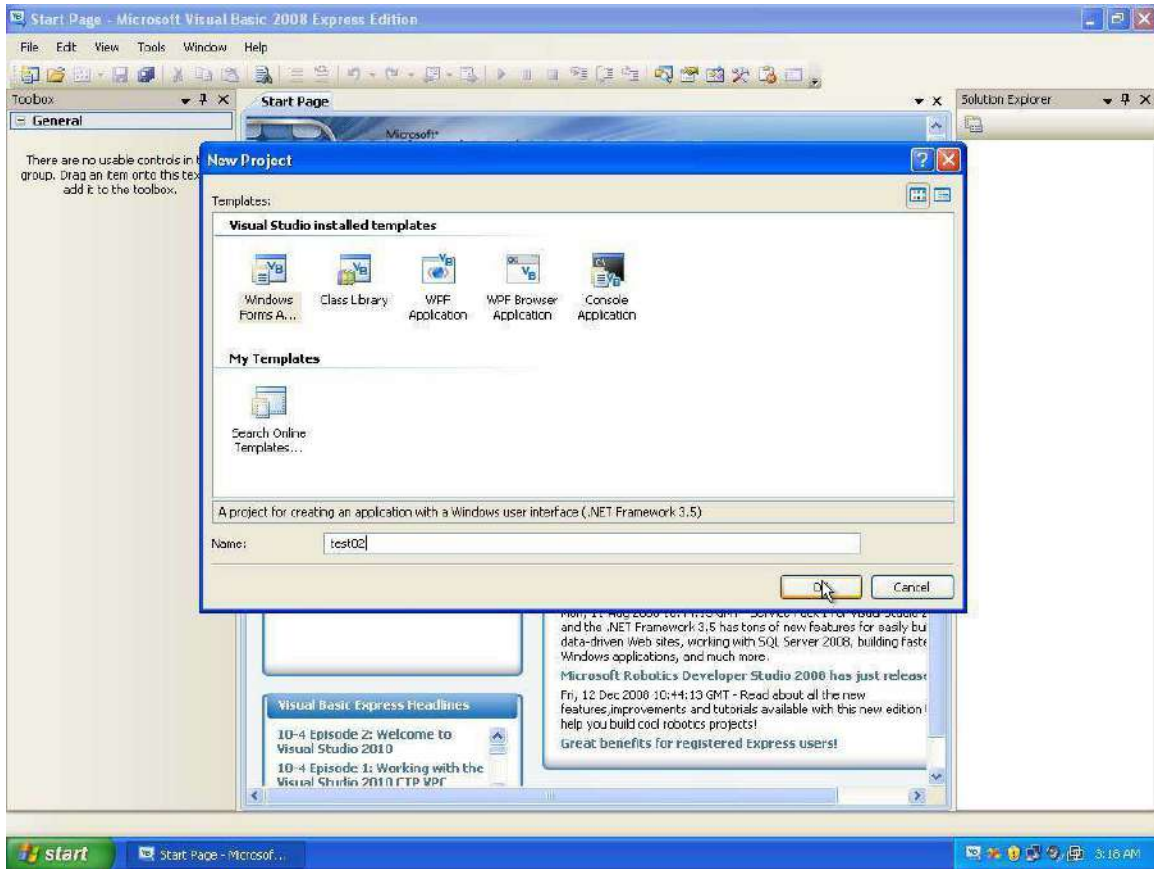 Start Page - Microsoft Visual Basic 2008 Express Edition
File Edit View Tools Window Help
Toolbox
Start Page
Solution Explorer
General
Microsoft
There are no usable controls in t
group. Drag an item onto this tex
add it to the toolbox.
New Project
Templates:
Visual Studio installed templates
Windows Forms A...
Class Library
WPF Application
WPF Browser Application
Console Application
My Templates
Search Online Templates...
A project for creating an application with a Windows user interface (.NET Framework 3.5)
Name: test02
Cancel
and the .NET Framework 3.5 has tons of new features for easily bui
data-driven Web sites, working with SQL Server 2008, building faste
Windows applications, and much more.
Microsoft Robotics Developer Studio 2008 has just releas
Fri, 12 Dec 2008 10:44:13 GMT - Read about all the new
features,improvements and tutorials available with this new edition
help you build cool robotics projects!
Great benefits for registered Express users!
Visual Basic Express Headlines
10-4 Episode 2: Welcome to
Visual Studio 2010
10-4 Episode 1: Working with the
Visual Studio 2010 CTP VPC
start
Start Page - Microsof...
3:16 AM